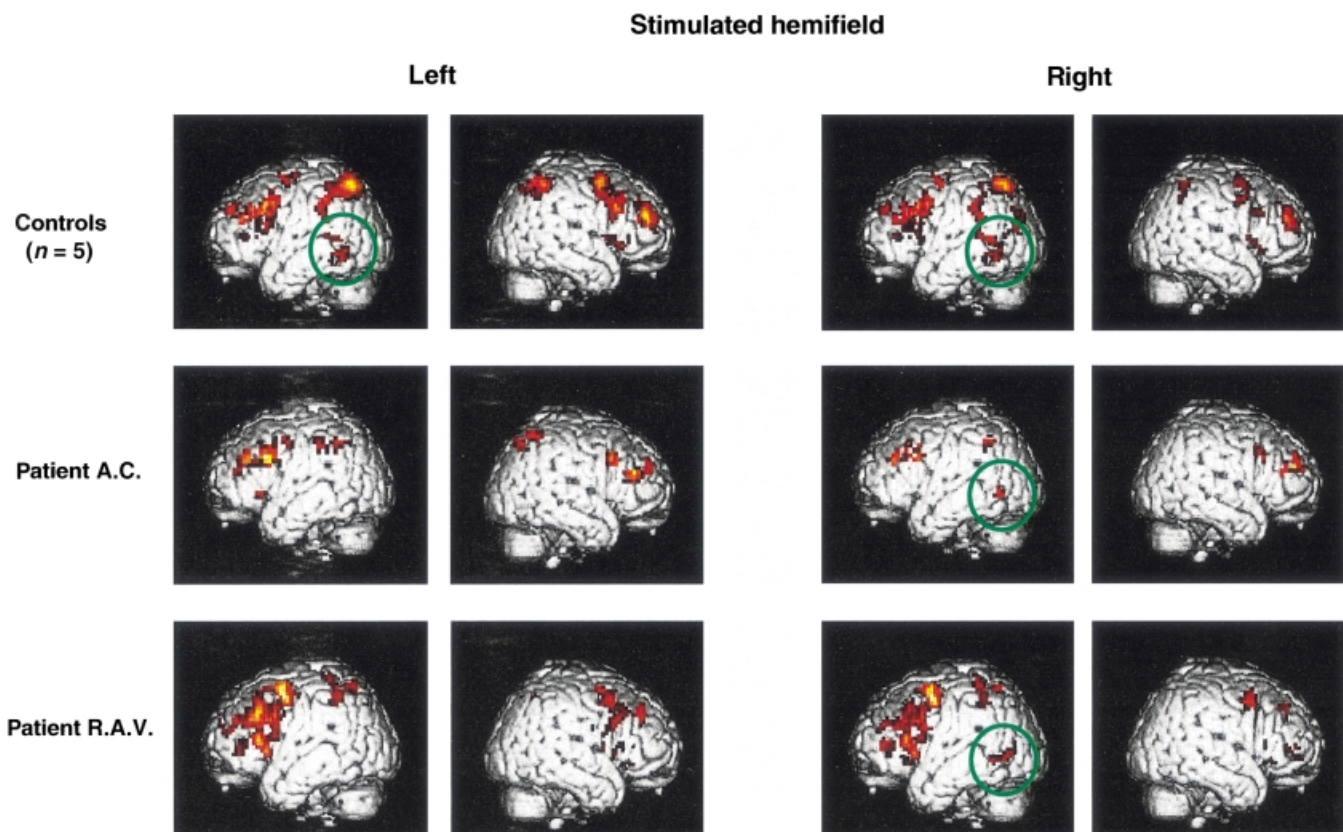 Stimulated hemifield
Left
Right
Controls
(n = 5)
Patient A.C.
Patient R.A.V.